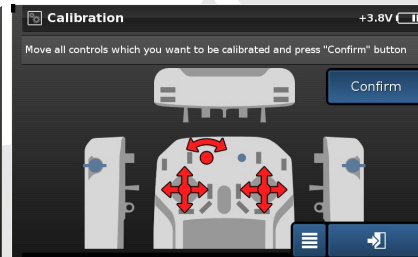 Calibration
+3.8V
Move all controls which you want to be calibrated and press "Confirm" button
Confirm